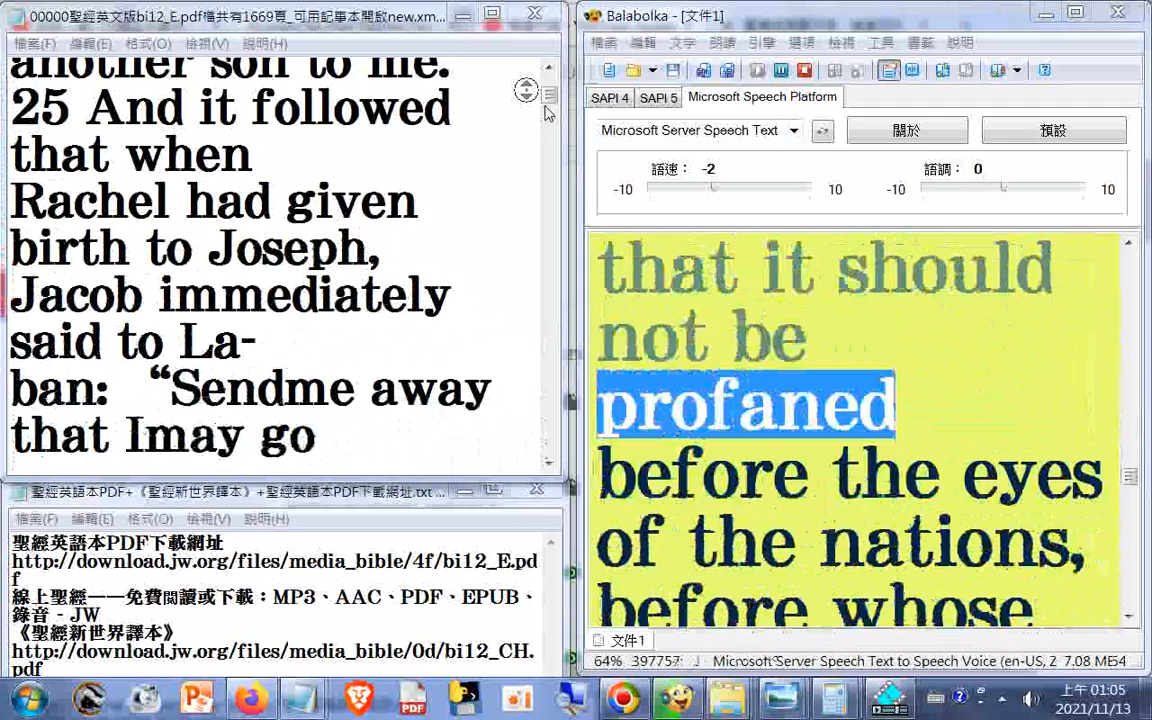 00000聖經英文版bi12_E.pdf檔共有1669頁_可用記事本開啟new.xm...
檔案(F) 編輯(E) 格式(O) 檢視(V) 說明(H)
another son to me.
25 And it followed
that when
Rachel had given
birth to Joseph,
Jacob immediately
said to La-
ban: “Sendme away
that Imay go
聖經英語本PDF+《聖經新世界譯本》+聖經英語本PDF下載網址.txt ...
檔案(F) 編輯(E) 格式(O) 檢視(V) 說明(H)
聖經英語本PDF下載網址
http://download.jw.org/files/media_bible/4f/bi12_E.pd
f
線上聖經——免費閱讀或下載：MP3、AAC、PDF、EPUB、
錄音 - JW
《聖經新世界譯本》
http://download.jw.org/files/media_bible/0d/bi12_CH.
pdf
Balabolka - [文件1]
檔案 編輯 文字 朗讀 引擎 選項 檢視 工具 書籤 說明
SAPI 4 SAPI 5 Microsoft Speech Platform
Microsoft Server Speech Text 關於 預設
語速： -2 語調： 0
-10 10 -10 10
that it should
not be
profaned
before the eyes
of the nations,
before whose
文件1
64% 397757 Microsoft Server Speech Text to Speech Voice (en-US, Z 7.08 ME54
PDF
上午 01:05
2021/11/13